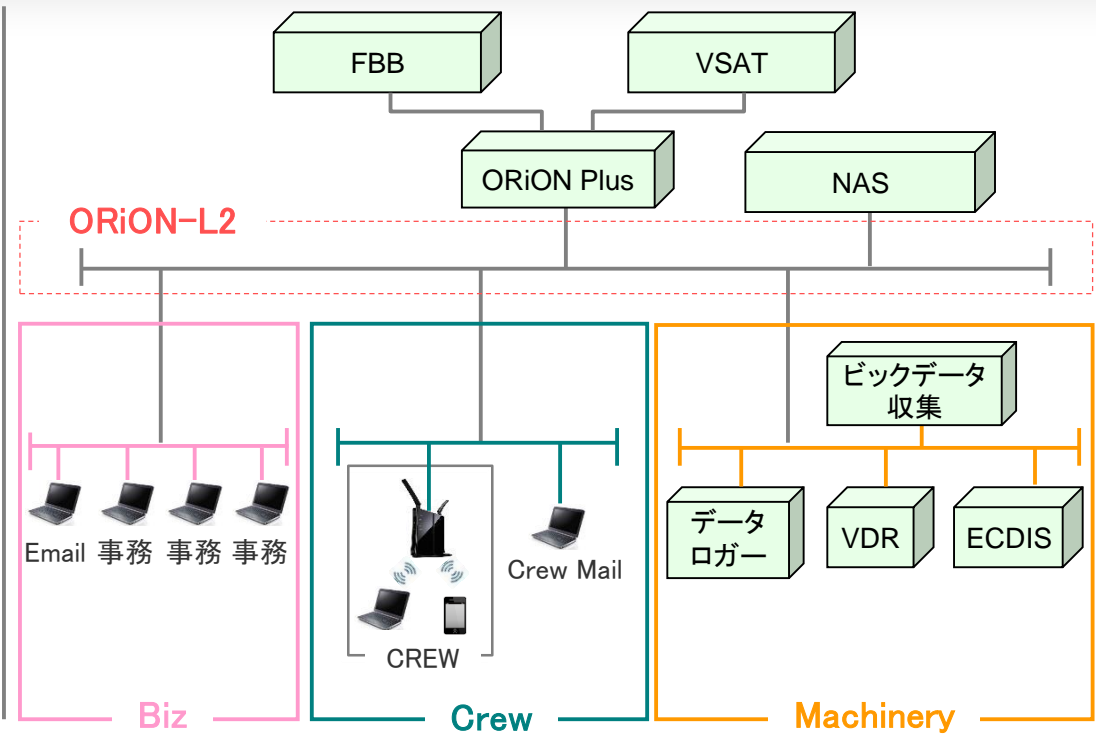 FBB
VSAT
ORiON Plus
NAS
ORiON-L2
ビックデータ
収集
データ
ロガー
VDR
ECDIS
Email 事務 事務 事務
Crew Mail
CREW
Biz
Crew
Machinery